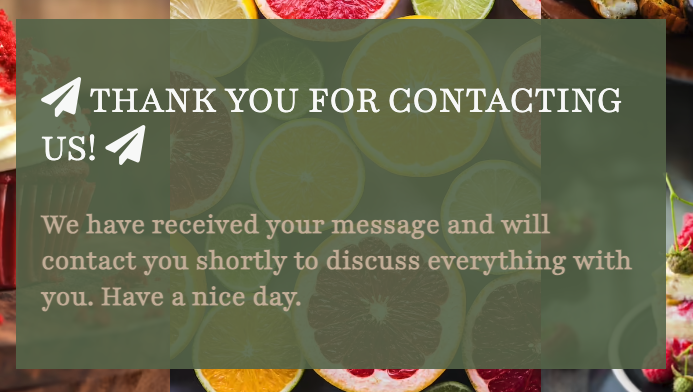 THANK YOU FOR CONTACTING
US!
We have received your message and will
contact you shortly to discuss everything with
you. Have a nice day.